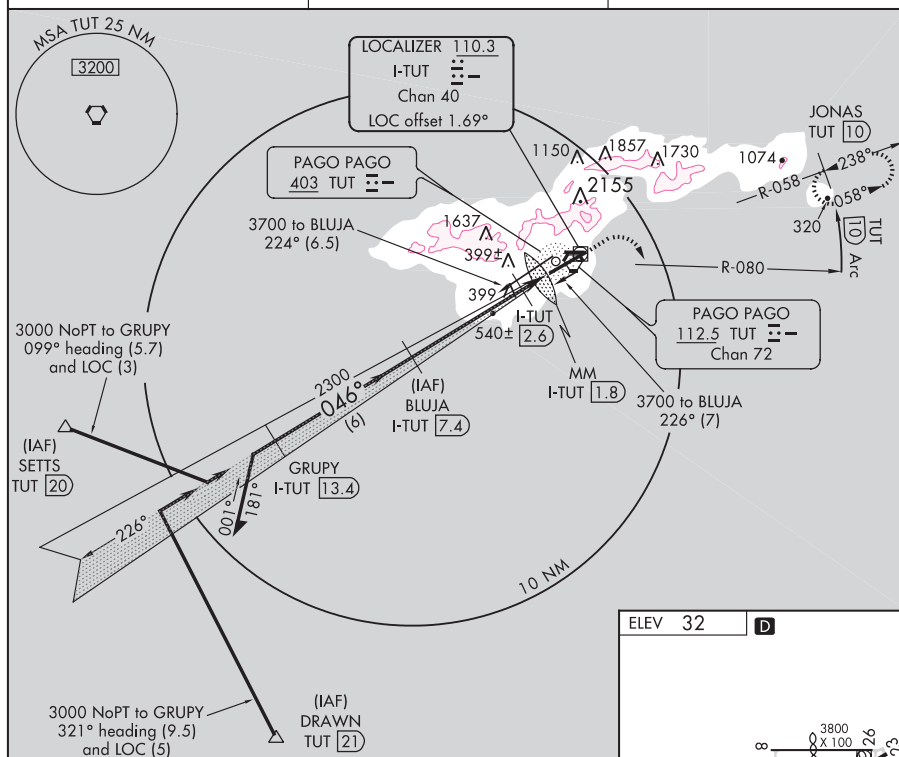 MSA TUT 25 NM
3200
LOCALIZER 110.3
I-TUT
Chan 40
LOC offset 1.69°
PAGO PAGO
403 TUT
3700 to BLUJA
224° (6.5)
1150
1857
1730
2155
1637
399±
399
540±
1074
JONAS
TUT 10
238°
R-058
058°
320
TUT
10
Arc
R-080
PAGO PAGO
112.5 TUT
Chan 72
I-TUT
2.6
MM
I-TUT 1.8
3700 to BLUJA
226° (7)
3000 NoPT to GRUPY
099° heading (5.7)
and LOC (3)
2300
046°
(6)
(IAF)
BLUJA
I-TUT 7.4
(IAF)
SETTS
TUT 20
GRUPY
I-TUT 13.4
001°
181°
226°
10 NM
3000 NoPT to GRUPY
321° heading (9.5)
and LOC (5)
(IAF)
DRAWN
TUT 21
ELEV 32
D
8
3800
X 100
26
23